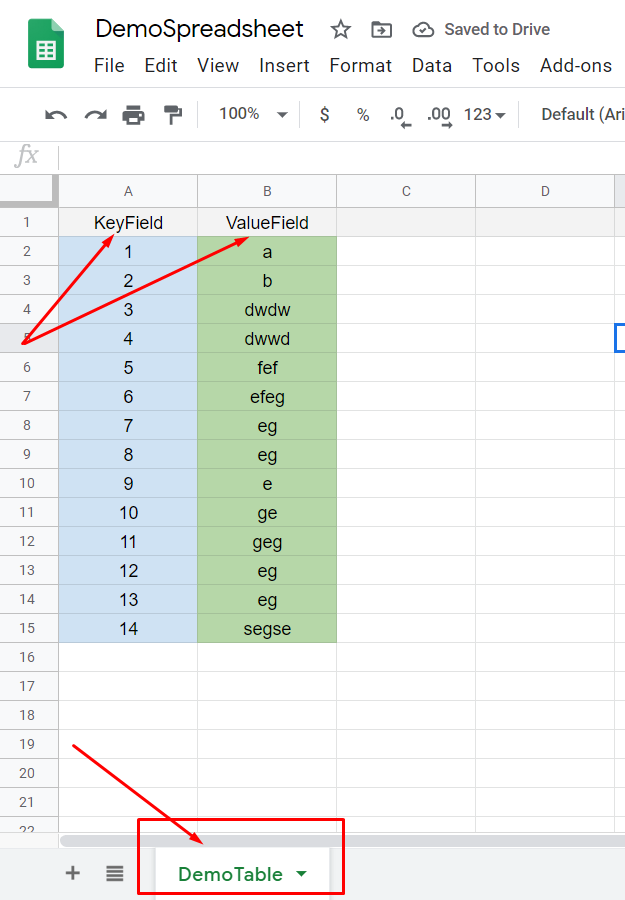 DemoSpreadsheet Saved to Drive
File Edit View Insert Format Data Tools Add-ons
100% $ % .0 .00 123 Default (Ari
fx
A B C D
1 KeyField ValueField
2 1 a
3 2 b
4 3 dwdw
5 4 dwwd
6 5 fef
7 6 efeg
8 7 eg
9 8 eg
10 9 e
11 10 ge
12 11 geg
13 12 eg
14 13 eg
15 14 segse
16
17
18
19
20
21
22
DemoTable